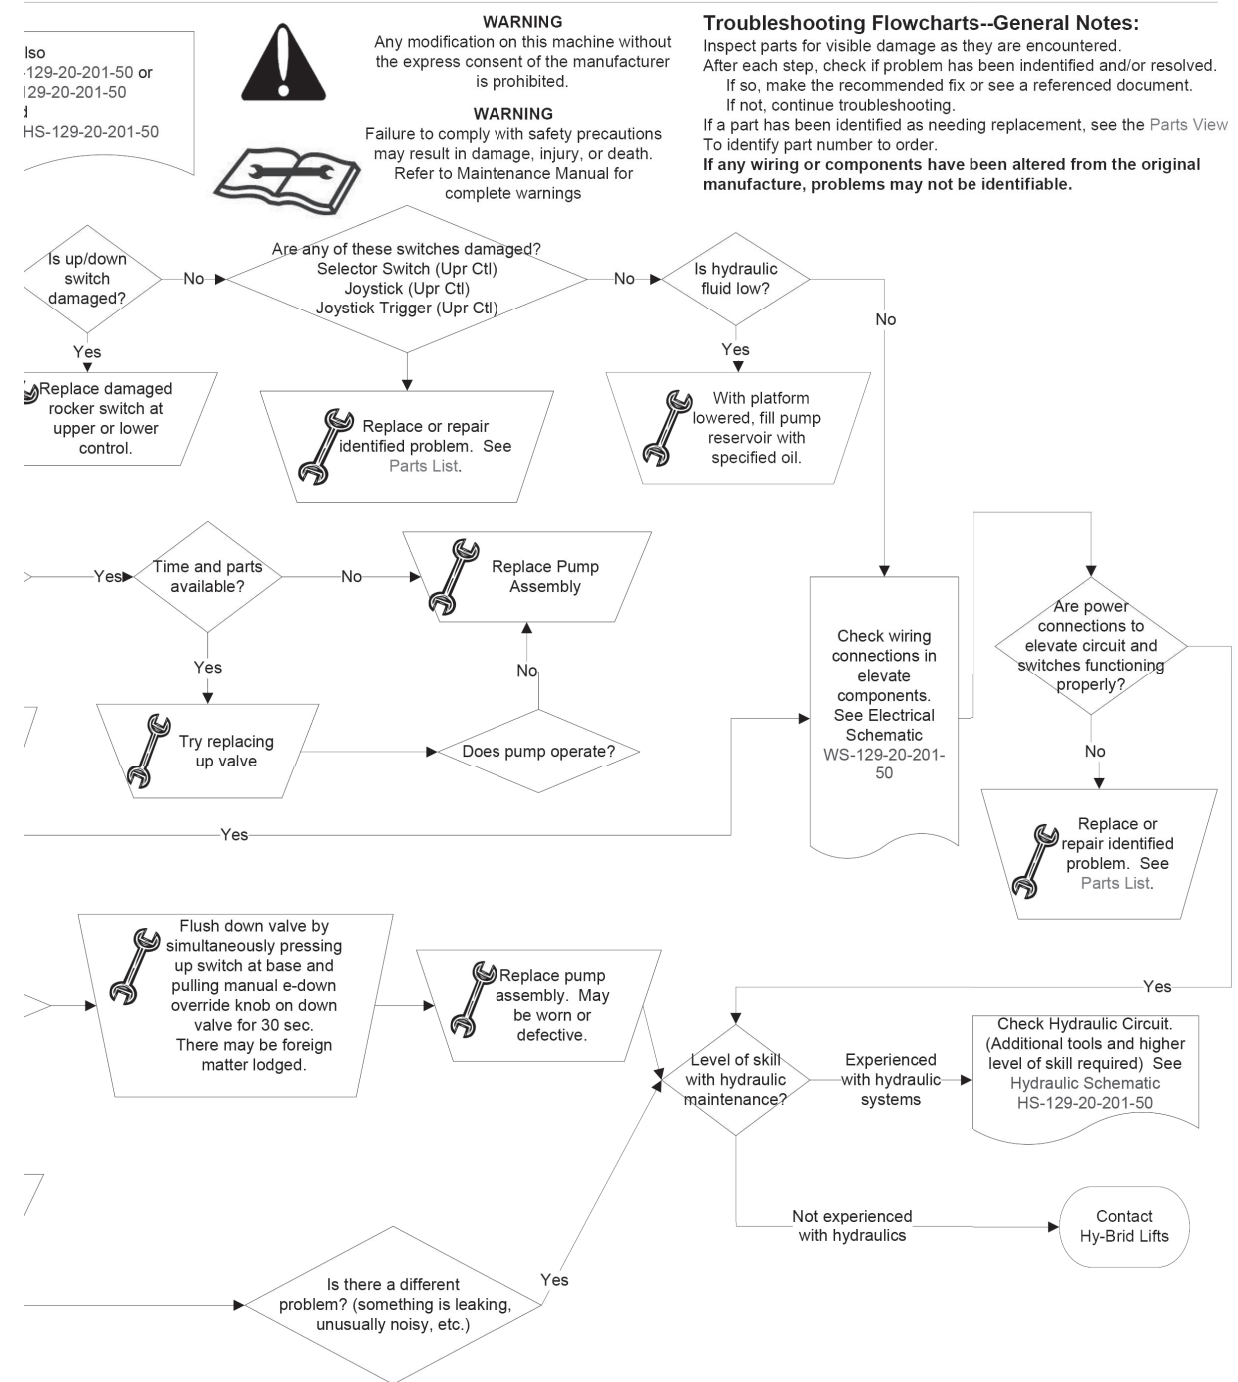 lso
-129-20-201-50 or
129-20-201-50
d
HS-129-20-201-50
WARNING
Any modification on this machine without
the express consent of the manufacturer
is prohibited.
WARNING
Failure to comply with safety precautions
may result in damage, injury, or death.
Refer to Maintenance Manual for
complete warnings
Troubleshooting Flowcharts--General Notes:
Inspect parts for visible damage as they are encountered.
After each step, check if problem has been indentified and/or resolved.
If so, make the recommended fix or see a referenced document.
If not, continue troubleshooting.
If a part has been identified as needing replacement, see the Parts View
To identify part number to order.
If any wiring or components have been altered from the original
manufacture, problems may not be identifiable.
Is up/down
switch
damaged?
No
Are any of these switches damaged?
Selector Switch (Upr Ctl)
Joystick (Upr Ctl)
Joystick Trigger (Upr Ctl)
No
Is hydraulic
fluid low?
No
Yes
Yes
Replace damaged
rocker switch at
upper or lower
control.
Replace or repair
identified problem. See
Parts List.
With platform
lowered, fill pump
reservoir with
specified oil.
Yes
Time and parts
available?
No
Replace Pump
Assembly
Yes
No
Try replacing
up valve
Does pump operate?
Yes
Check wiring
connections in
elevate
components.
See Electrical
Schematic
WS-129-20-201-
50
Are power
connections to
elevate circuit and
switches functioning
properly?
No
Replace or
repair identified
problem. See
Parts List.
Yes
Flush down valve by
simultaneously pressing
up switch at base and
pulling manual e-down
override knob on down
valve for 30 sec.
There may be foreign
matter lodged.
Replace pump
assembly. May
be worn or
defective.
Level of skill
with hydraulic
maintenance?
Experienced
with hydraulic
systems
Check Hydraulic Circuit.
(Additional tools and higher
level of skill required) See
Hydraulic Schematic
HS-129-20-201-50
Not experienced
with hydraulics
Contact
Hy-Brid Lifts
Is there a different
problem? (something is leaking,
unusually noisy, etc.)
Yes